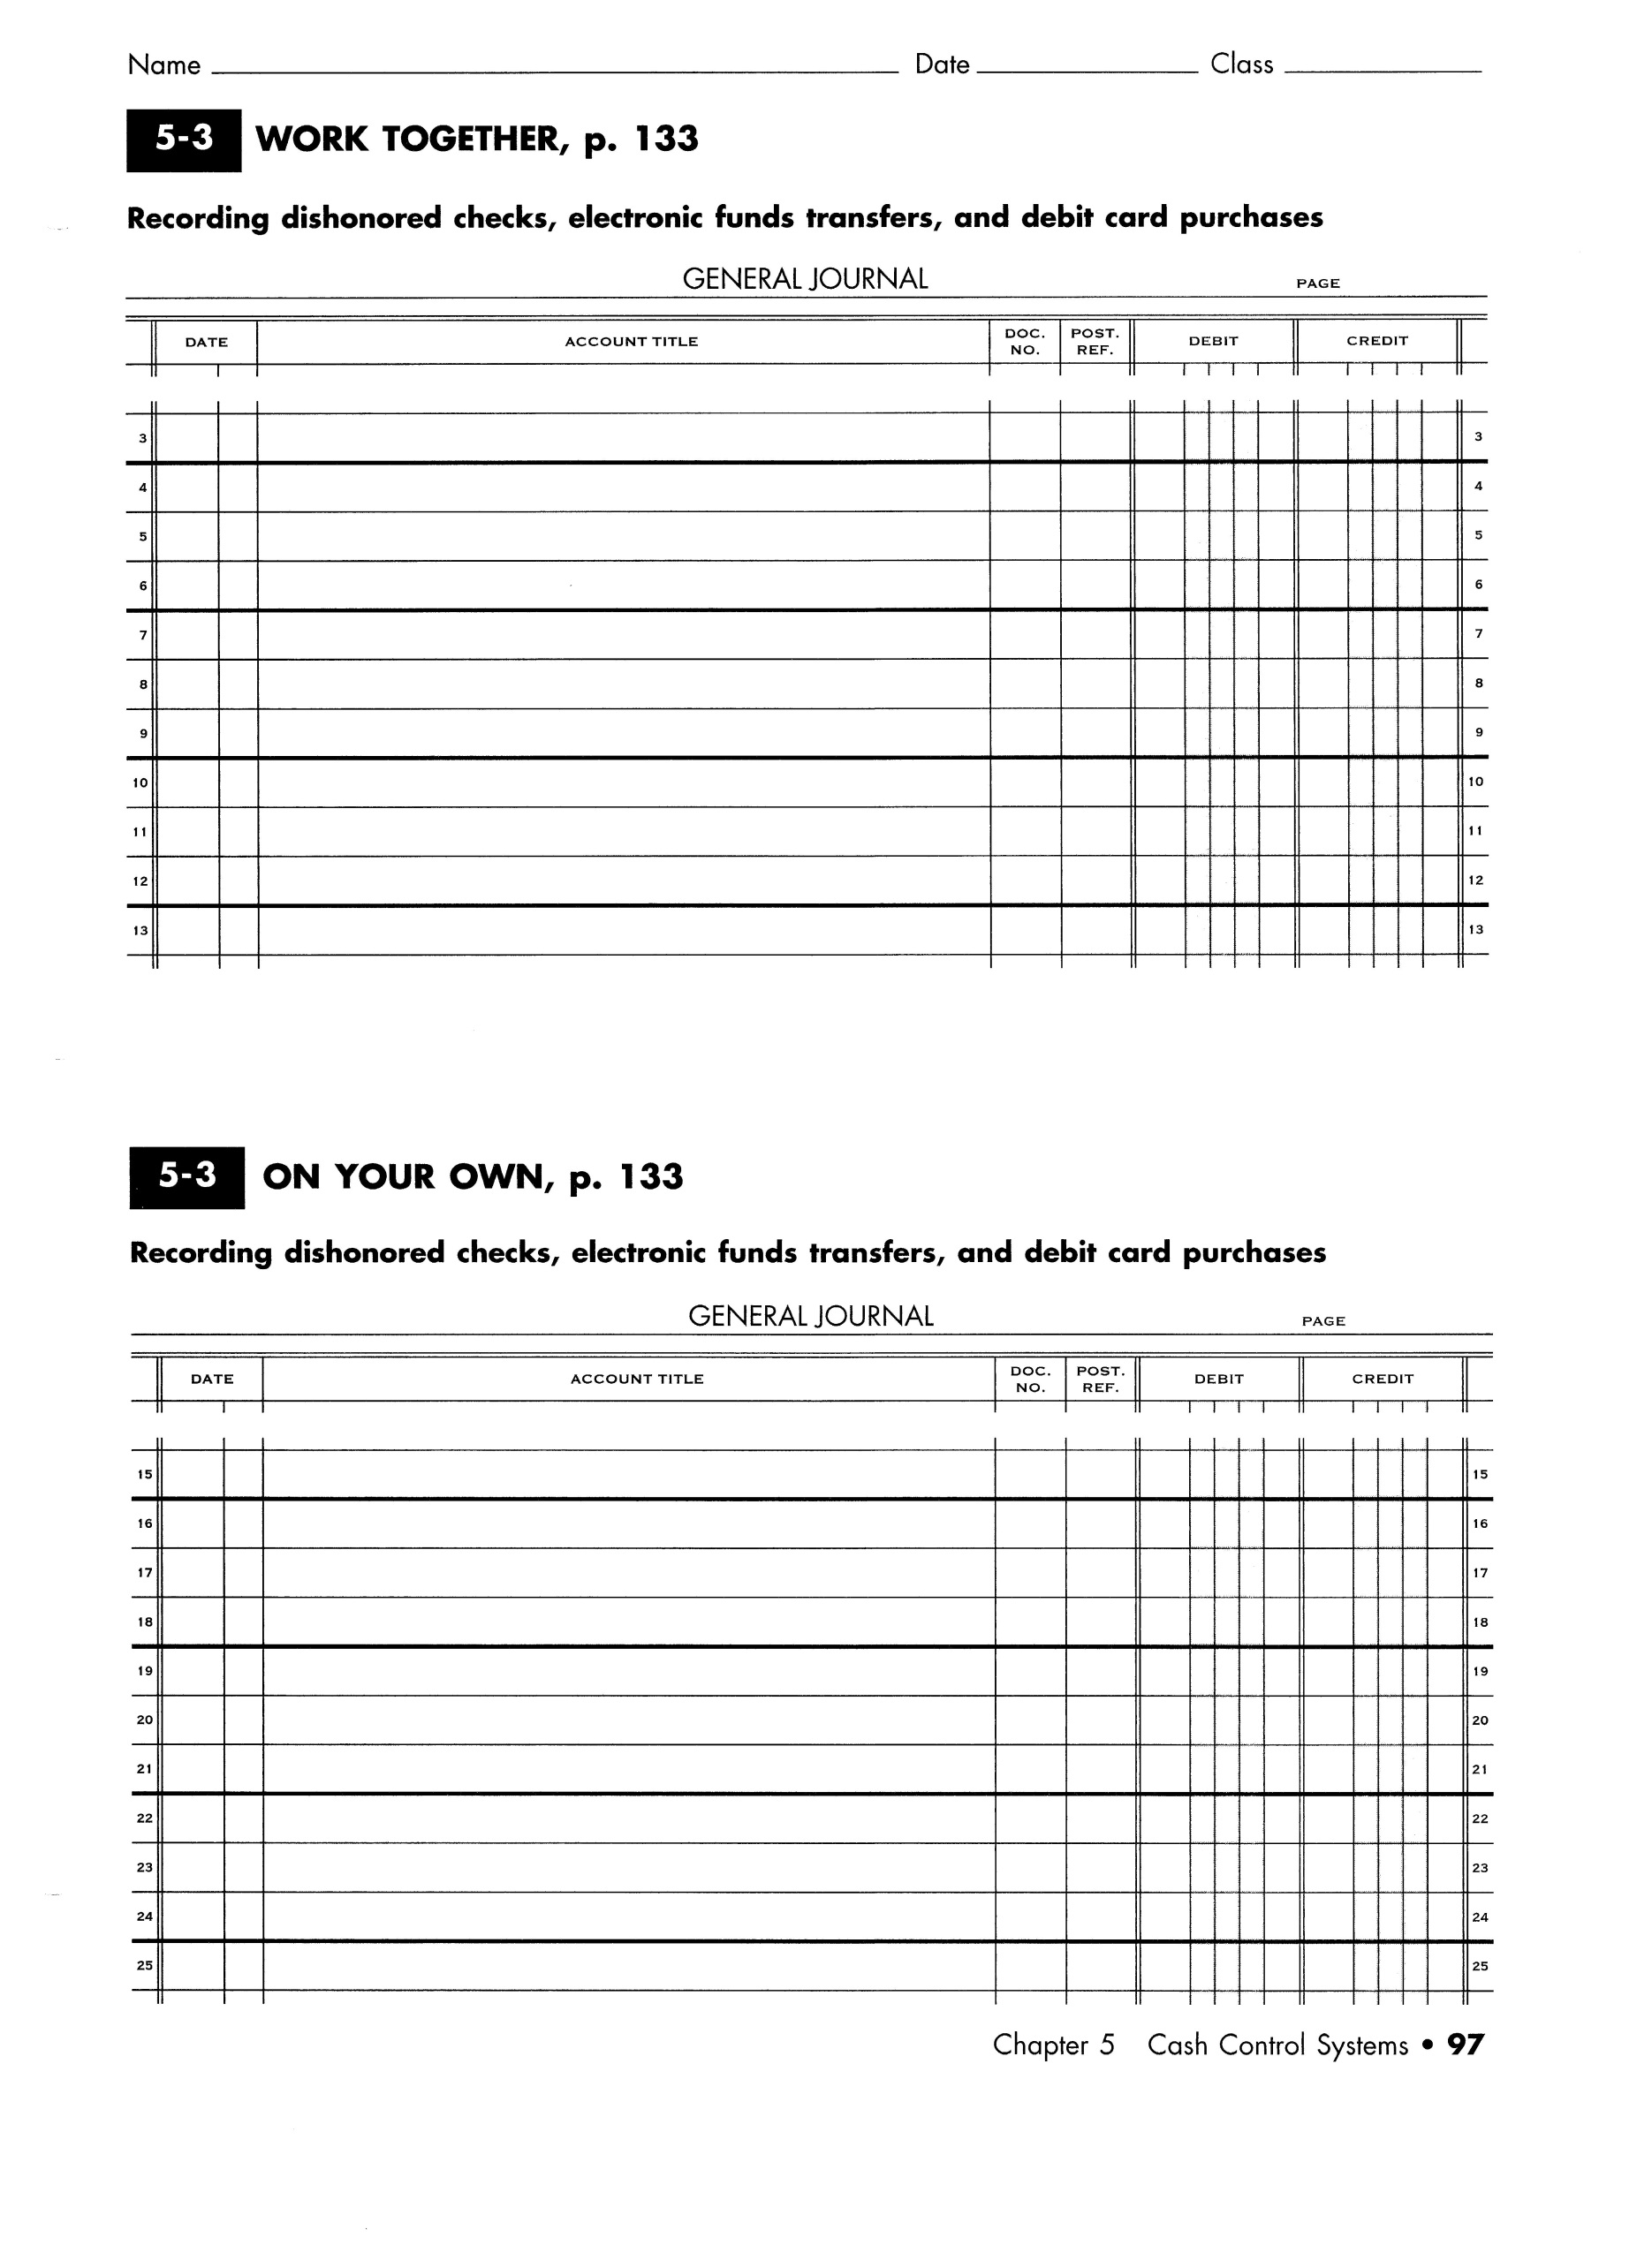 Name Date Class
5-3 WORK TOGETHER, p. 133
Recording dishonored checks, electronic funds transfers, and debit card purchases
GENERAL JOURNAL PAGE
DATE ACCOUNT TITLE DOC. NO. POST. REF. DEBIT CREDIT
3 3
4 4
5 5
6 6
7 7
8 8
9 9
10 10
11 11
12 12
13 13
5-3 ON YOUR OWN, p. 133
Recording dishonored checks, electronic funds transfers, and debit card purchases
GENERAL JOURNAL PAGE
DATE ACCOUNT TITLE DOC. NO. POST. REF. DEBIT CREDIT
15 15
16 16
17 17
18 18
19 19
20 20
21 21
22 22
23 23
24 24
25 25
Chapter 5 Cash Control Systems • 97